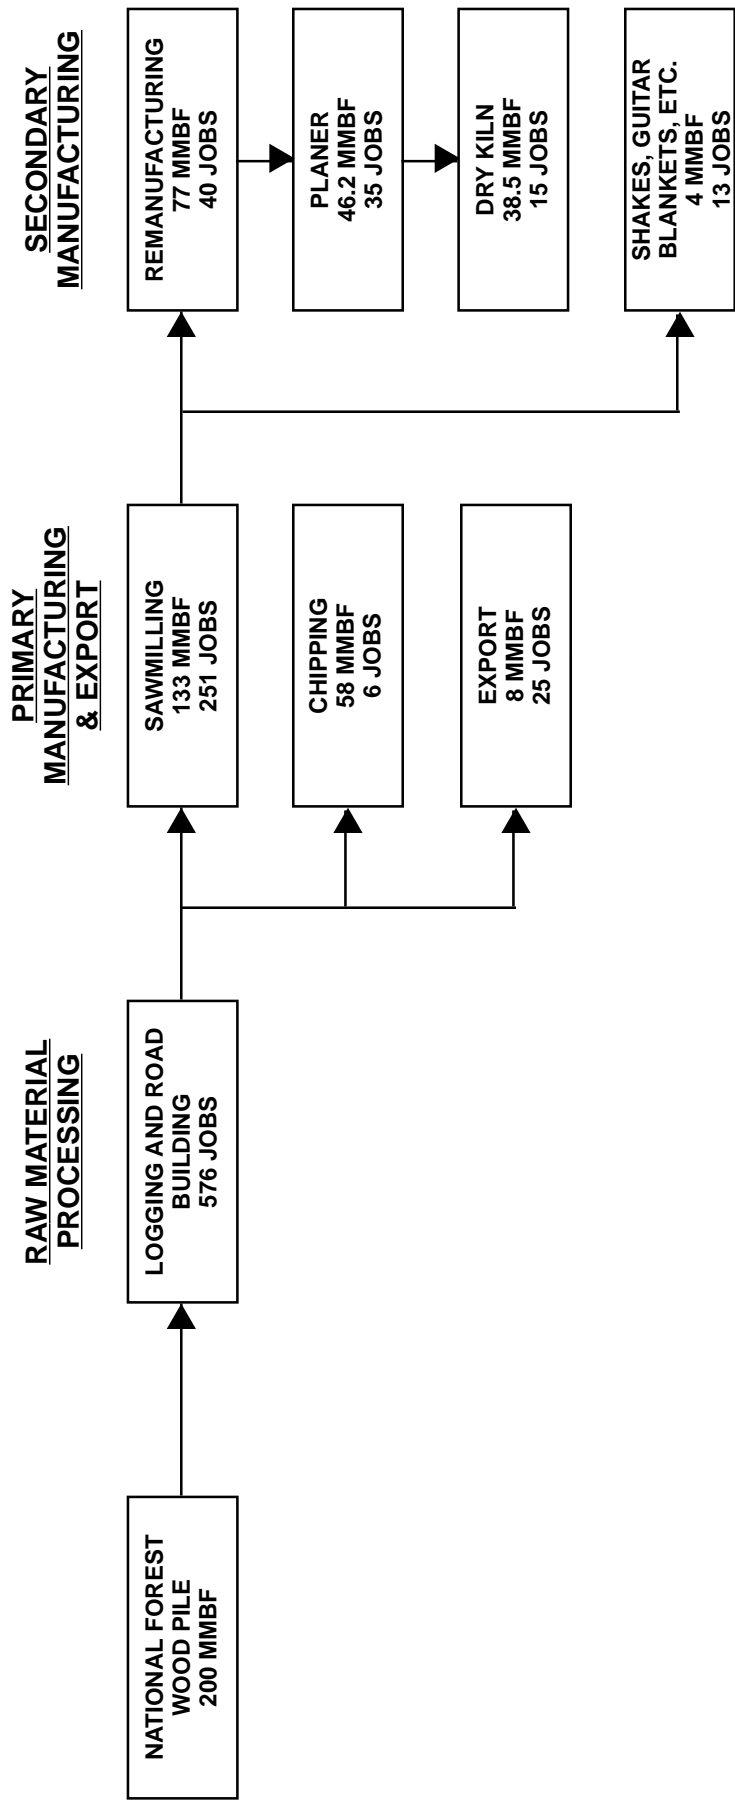 NATIONAL FOREST
WOOD PILE
200 MMBF
RAW MATERIAL
PROCESSING
LOGGING AND ROAD
BUILDING
576 JOBS
PRIMARY
MANUFACTURING
& EXPORT
SAWMILLING
133 MMBF
251 JOBS
CHIPPING
58 MMBF
6 JOBS
EXPORT
8 MMBF
25 JOBS
SECONDARY
MANUFACTURING
REMANUFACTURING
77 MMBF
40 JOBS
PLANER
46.2 MMBF
35 JOBS
DRY KILN
38.5 MMBF
15 JOBS
SHAKES, GUITAR
BLANKETS, ETC.
4 MMBF
13 JOBS